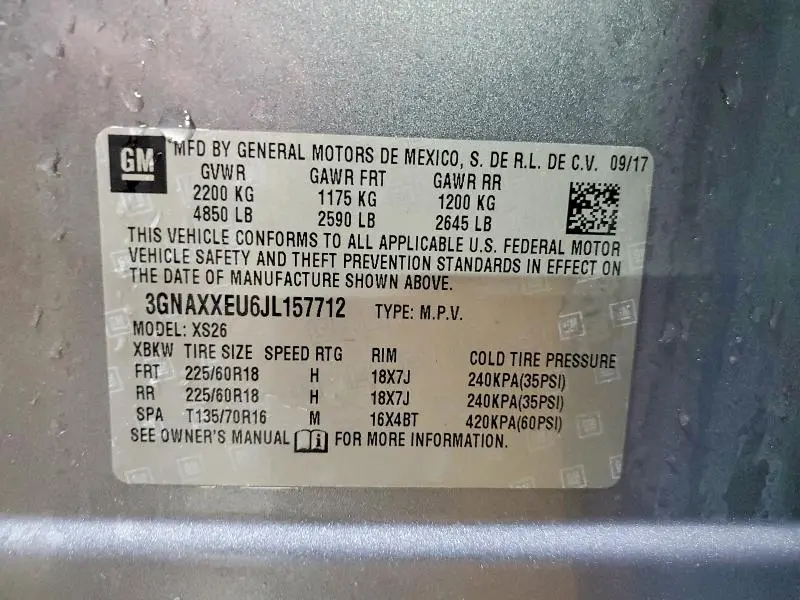 GM
MFD BY GENERAL MOTORS DE MEXICO, S. DE R.L. DE C.V. 09/17
GVWR GAWR FRT GAWR RR
2200 KG 1175 KG 1200 KG
4850 LB 2590 LB 2645 LB
THIS VEHICLE CONFORMS TO ALL APPLICABLE U.S. FEDERAL MOTOR
VEHICLE SAFETY AND THEFT PREVENTION STANDARDS IN EFFECT ON
THE DATE OF MANUFACTURE SHOWN ABOVE.
3GNAXXEU6JL157712 TYPE: M.P.V.
MODEL: XS26
XBKW TIRE SIZE SPEED RTG RIM COLD TIRE PRESSURE
FRT 225/60R18 H 18X7J 240KPA(35PSI)
RR 225/60R18 H 18X7J 240KPA(35PSI)
SPA T135/70R16 M 16X4BT 420KPA(60PSI)
SEE OWNER'S MANUAL FOR MORE INFORMATION.